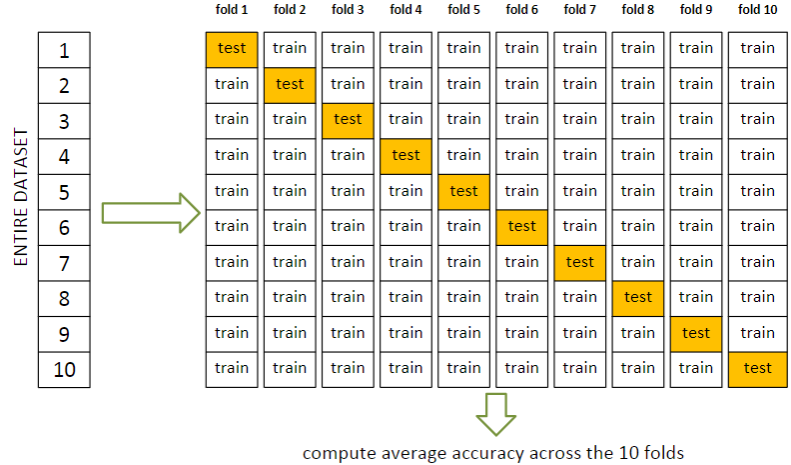 fold 1 fold 2 fold 3 fold 4 fold 5 fold 6 fold 7 fold 8 fold 9 fold 10
ENTIRE DATASET
1 test train train train train train train train train train
2 train test train train train train train train train train
3 train train test train train train train train train train
4 train train train test train train train train train train
5 train train train train test train train train train train
6 train train train train train test train train train train
7 train train train train train train test train train train
8 train train train train train train train test train train
9 train train train train train train train train test train
10 train train train train train train train train train test
compute average accuracy across the 10 folds